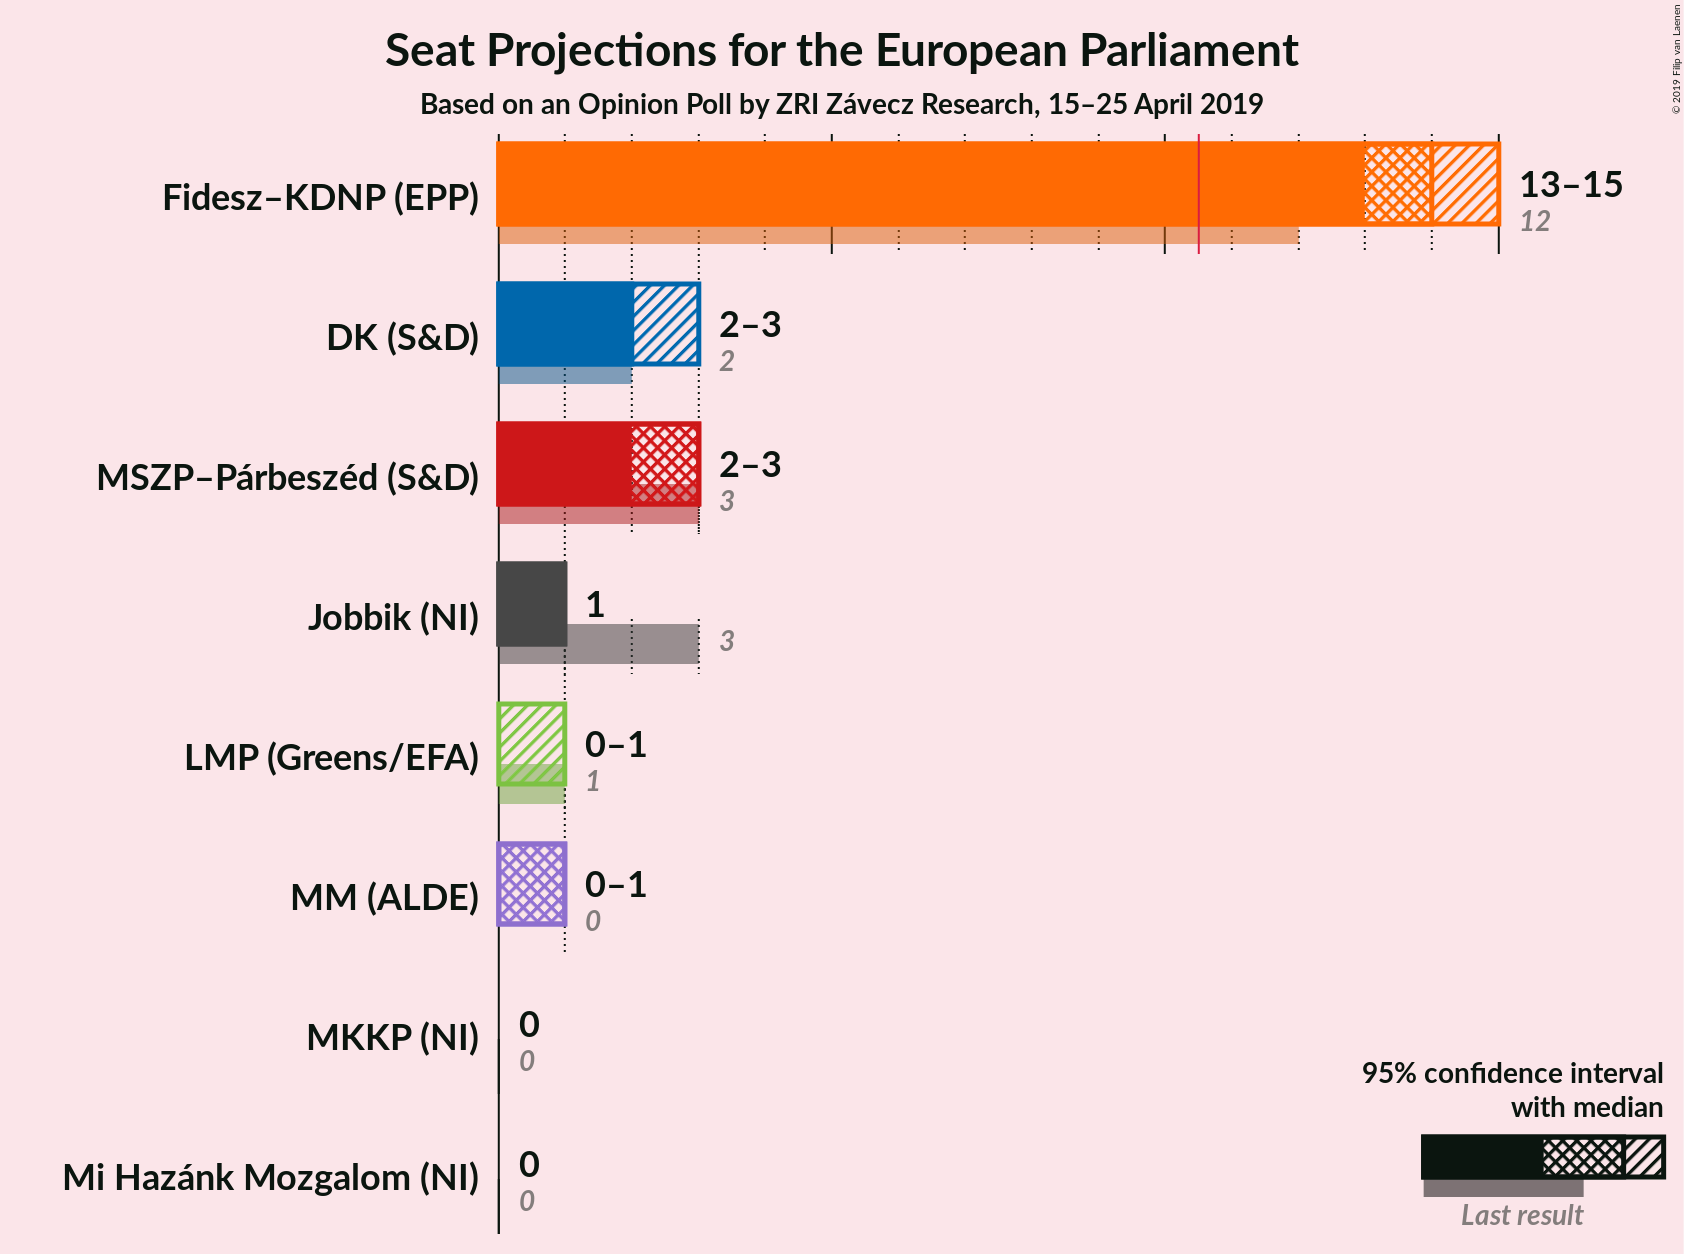 Seat Projections for the European Parliament
Based on an Opinion Poll by ZRI Závecz Research, 15–25 April 2019
© 2019 Filip van Laenen
Fidesz–KDNP (EPP)
13–15
12
DK (S&D)
2–3
2
MSZP–Párbeszéd (S&D)
2–3
3
Jobbik (NI)
1
3
LMP (Greens/EFA)
0–1
1
MM (ALDE)
0–1
0
MKKP (NI)
0
0
Mi Hazánk Mozgalom (NI)
0
0
95% confidence interval
with median
Last result